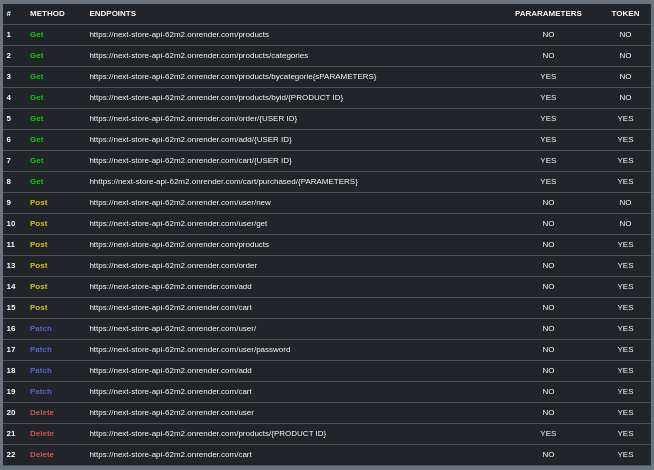 # METHOD ENDPOINTS PARARAMETERS TOKEN
1 Get https://next-store-api-62m2.onrender.com/products NO NO
2 Get https://next-store-api-62m2.onrender.com/products/categories NO NO
3 Get https://next-store-api-62m2.onrender.com/products/bycategorie{sPARAMETERS} YES NO
4 Get https://next-store-api-62m2.onrender.com/products/byid/{PRODUCT ID} YES NO
5 Get https://next-store-api-62m2.onrender.com/order/{USER ID} YES YES
6 Get https://next-store-api-62m2.onrender.com/add/{USER ID} YES YES
7 Get https://next-store-api-62m2.onrender.com/cart/{USER ID} YES YES
8 Get hhttps://next-store-api-62m2.onrender.com/cart/purchased/{PARAMETERS} YES YES
9 Post https://next-store-api-62m2.onrender.com/user/new NO NO
10 Post https://next-store-api-62m2.onrender.com/user/get NO NO
11 Post https://next-store-api-62m2.onrender.com/products NO YES
13 Post https://next-store-api-62m2.onrender.com/order NO YES
14 Post https://next-store-api-62m2.onrender.com/add NO YES
15 Post https://next-store-api-62m2.onrender.com/cart NO YES
16 Patch https://next-store-api-62m2.onrender.com/user/ NO YES
17 Patch https://next-store-api-62m2.onrender.com/user/password NO YES
18 Patch https://next-store-api-62m2.onrender.com/add NO YES
19 Patch https://next-store-api-62m2.onrender.com/cart NO YES
20 Delete https://next-store-api-62m2.onrender.com/user NO YES
21 Delete https://next-store-api-62m2.onrender.com/products/{PRODUCT ID} YES YES
22 Delete https://next-store-api-62m2.onrender.com/cart NO YES